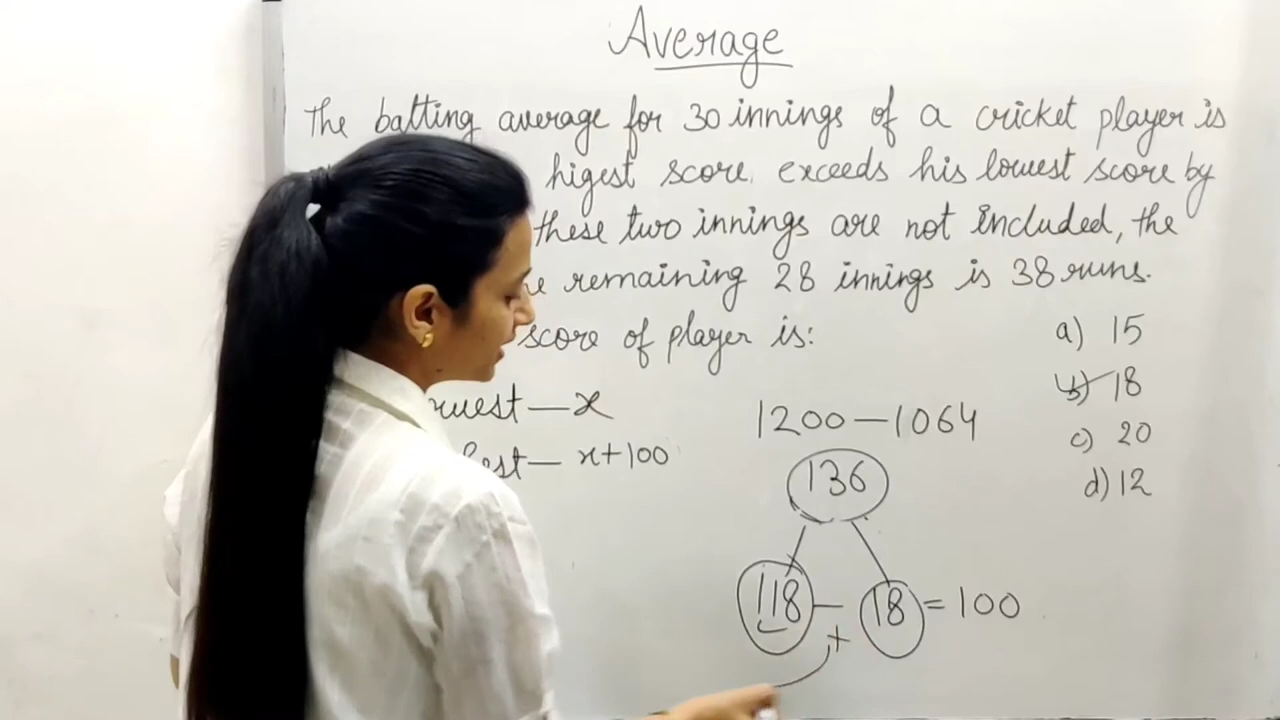 Average
The batting average for 30 innings of a cricket player is
higest score exceeds his lowest score by
these two innings are not included, the
remaining 28 innings is 38 runs.
score of player is:
a) 15
b) 18
c) 20
d) 12
— x
— x+100
1200 — 1064
136
118 — 18 = 100
+